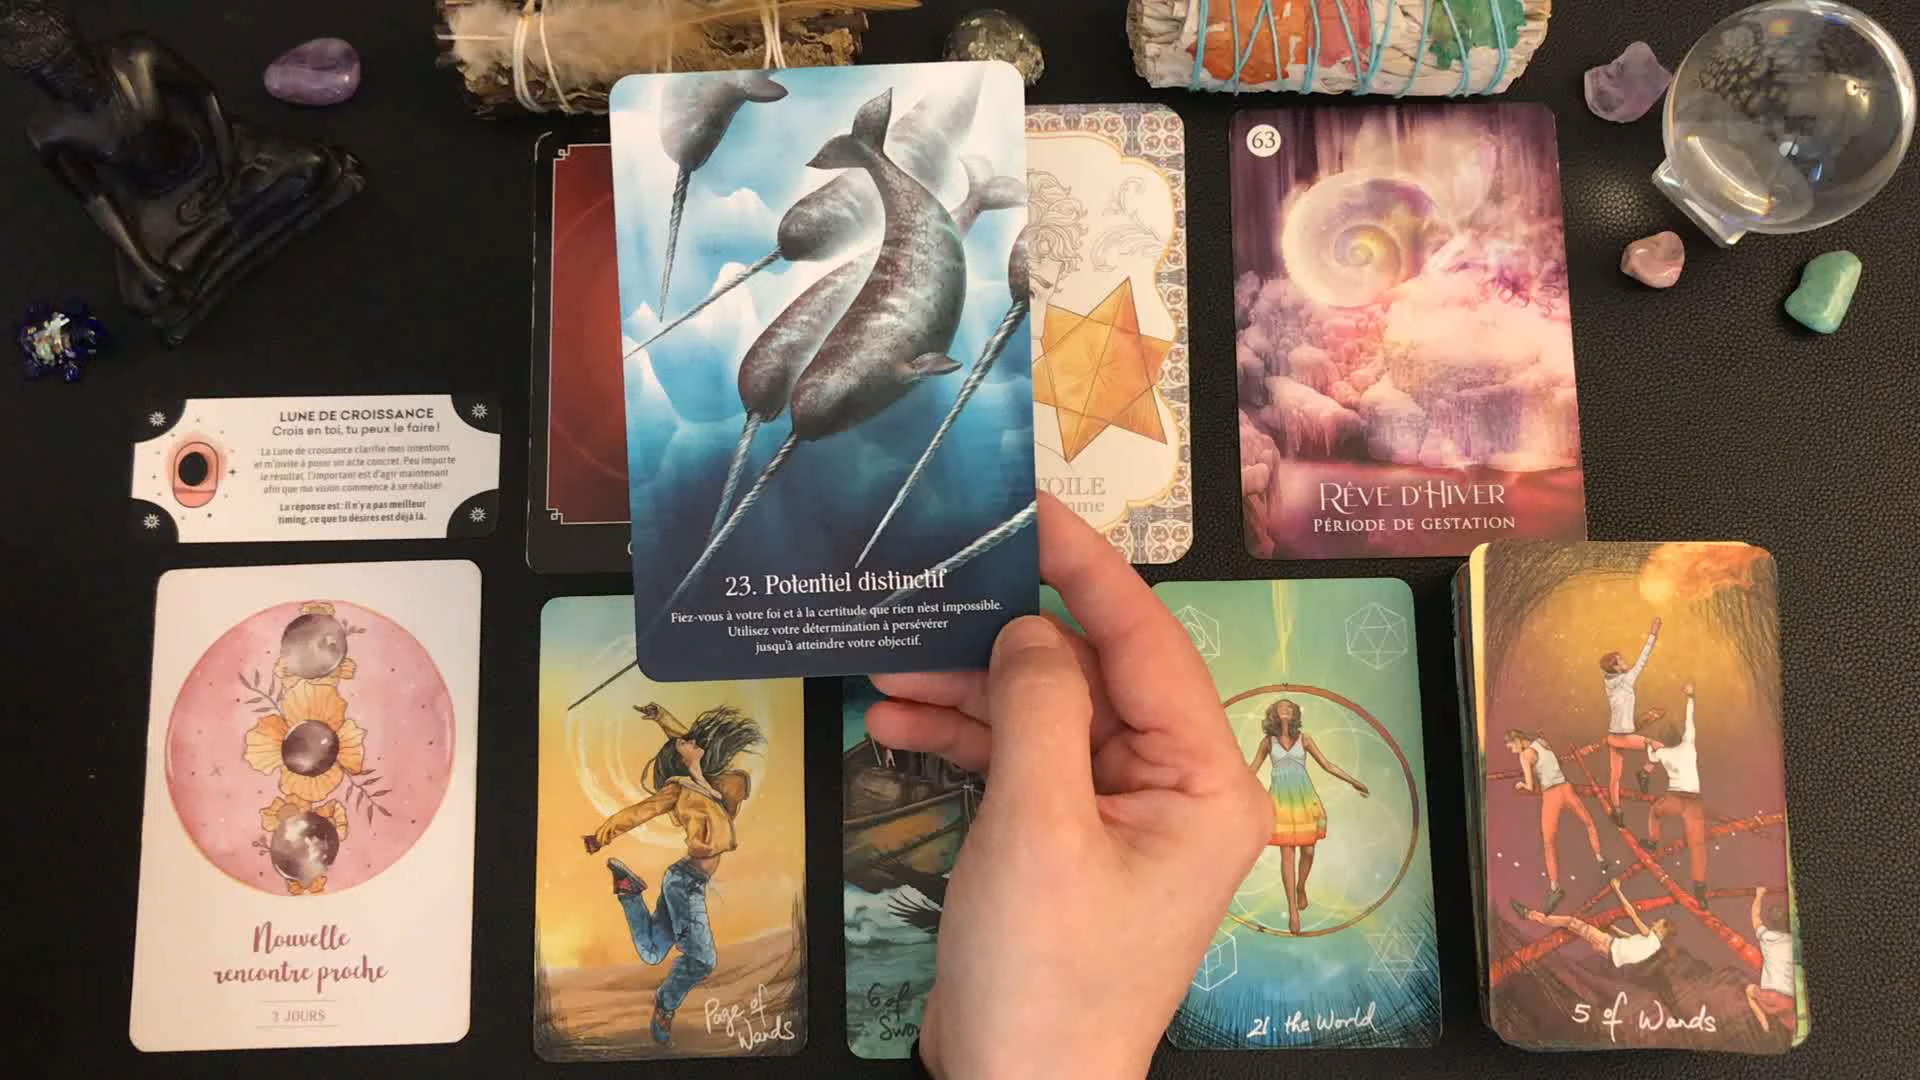 63
LUNE DE CROISSANCE
Crois en toi, tu peux le faire!
La Lune de croissance clarifie mes intentions
et m'invite à poser un acte concret. Peu importe
le résultat, l'important est d'agir maintenant
afin que ma vision commence à se réaliser.
La réponse est: Il n'y a pas meilleur
timing, ce que tu désires est déjà là.
RÊVE D'HIVER
PÉRIODE DE GESTATION
23. Potentiel distinctif
Fiez-vous à votre foi et à la certitude que rien n'est impossible.
Utilisez votre détermination à persévérer
jusqu'à atteindre votre objectif.
Nouvelle
rencontre proche
3 JOURS
Page of
Wands
6 of
21. the World
5 of Wands